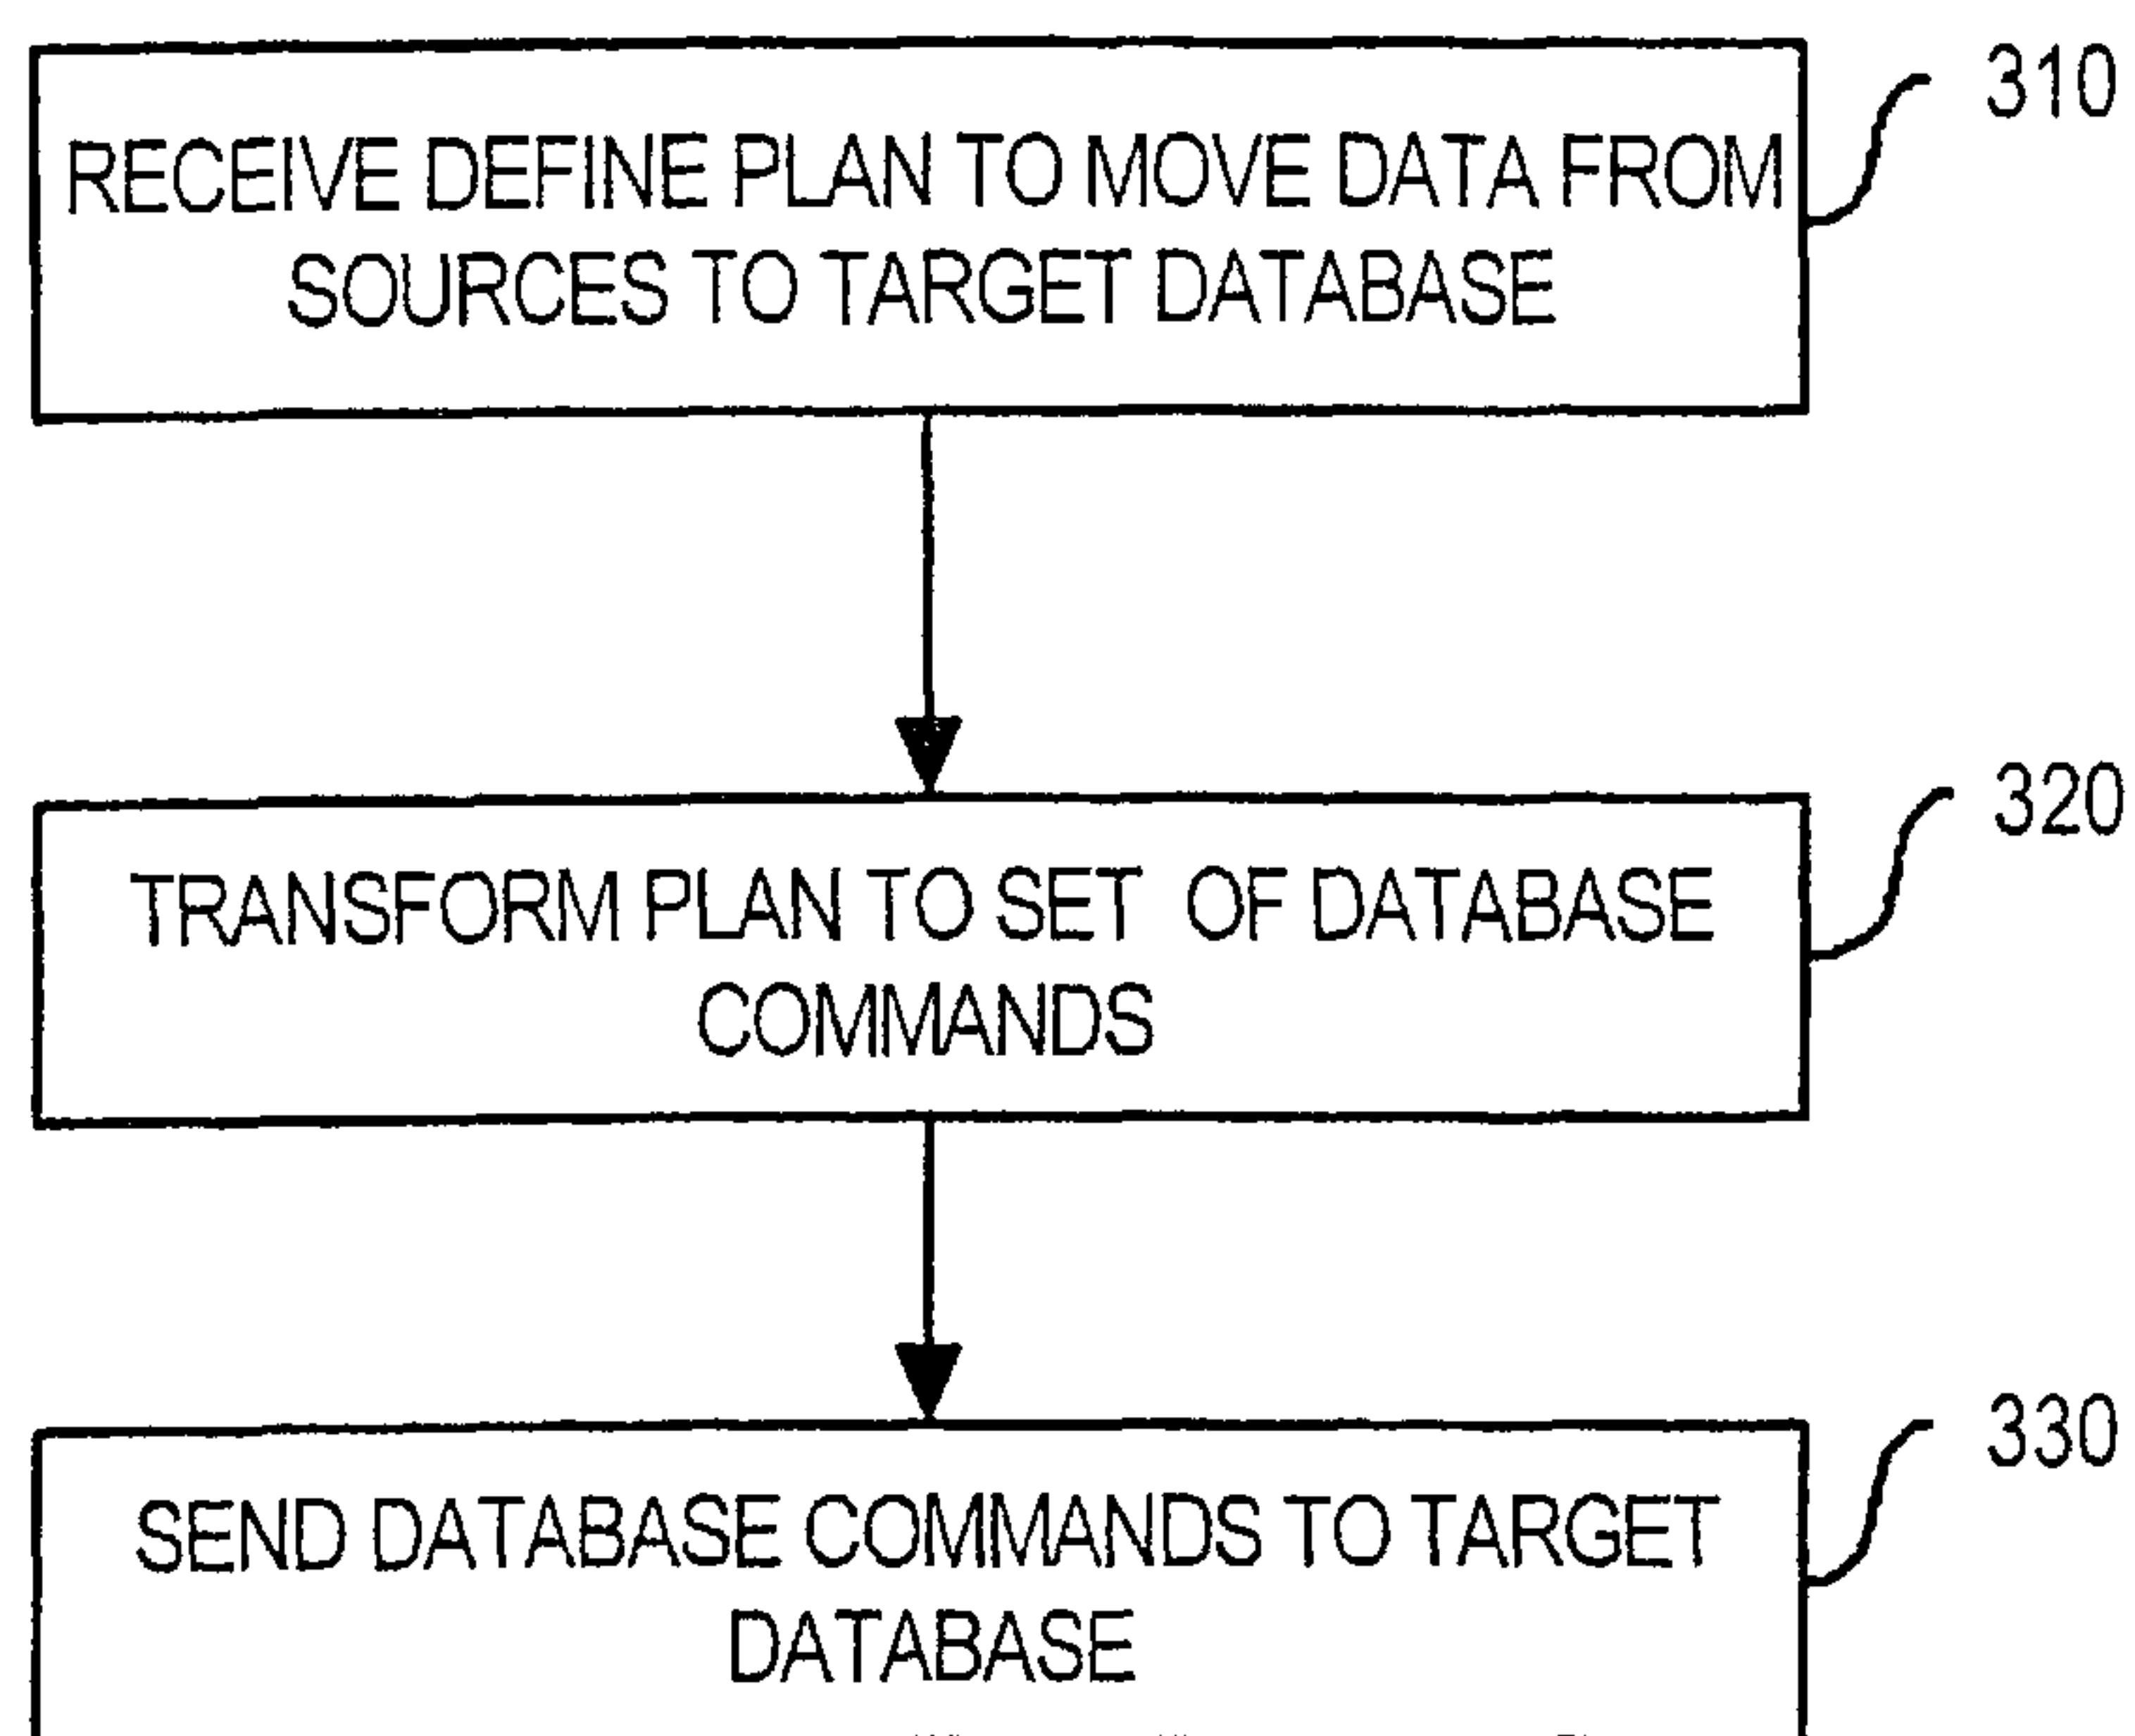 310
RECEIVE DEFINE PLAN TO MOVE DATA FROM
SOURCES TO TARGET DATABASE
320
TRANSFORM PLAN TO SET OF DATABASE
COMMANDS
330
SEND DATABASE COMMANDS TO TARGET
DATABASE